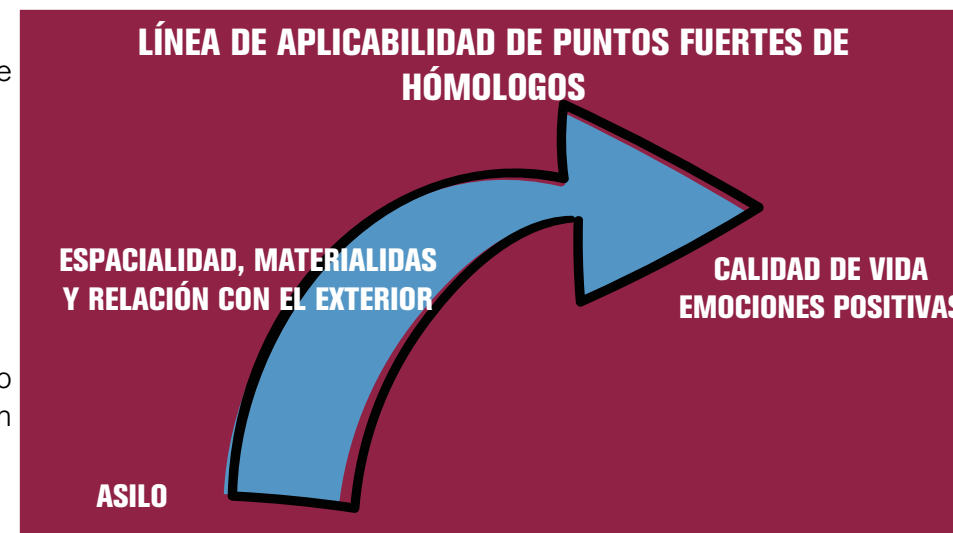 LÍNEA DE APLICABILIDAD DE PUNTOS FUERTES DE
HÓMOLOGOS
e
ESPACIALIDAD, MATERIALIDAS
Y RELACIÓN CON EL EXTERIOR
CALIDAD DE VIDA
EMOCIONES POSITIVAS
o
n
ASILO